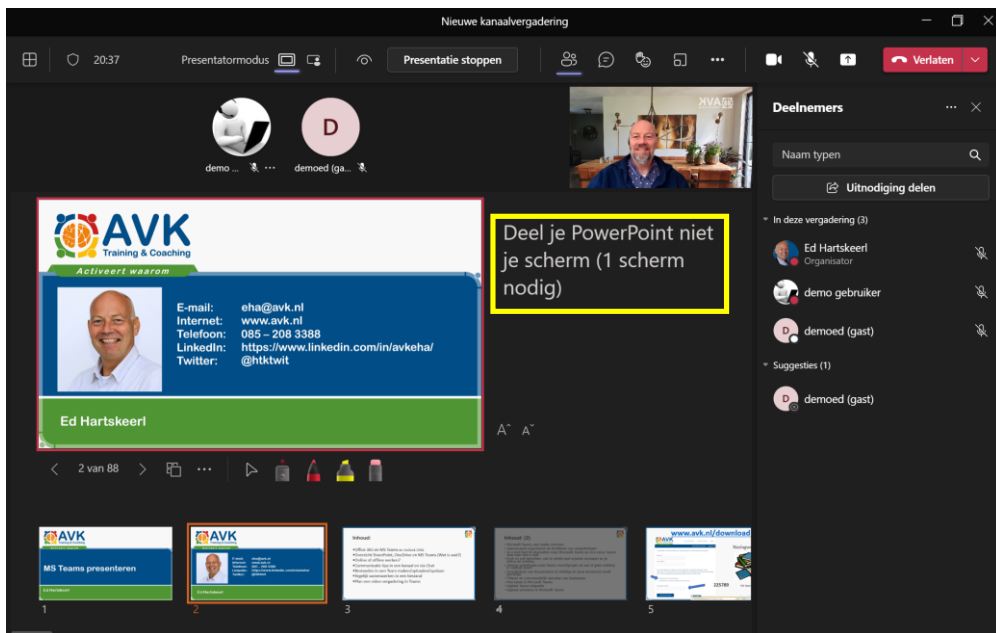 Nieuwe kanaalvergadering
20:37
Presentatormodus
Presentatie stoppen
Verlaten
D
demo ...
demoed (ga...
AVK
Deelnemers
Naam typen
Uitnodiging delen
In deze vergadering (3)
Ed Hartskeerl
Organisator
demo gebruiker
D
demoed (gast)
Suggesties (1)
D
demoed (gast)
AVK
Training & Coaching
Activeert waarom
E-mail: eha@avk.nl
Internet: www.avk.nl
Telefoon: 085 – 208 3388
LinkedIn: https://www.linkedin.com/in/avkeha/
Twitter: @htktwit
Ed Hartskeerl
Deel je PowerPoint niet
je scherm (1 scherm
nodig)
A A
2 van 88
AVK
MS Teams presenteren
1
AVK
2
Inhoud
3
Inhoud (2)
4
www.avk.nl/download
AVK
225789
5